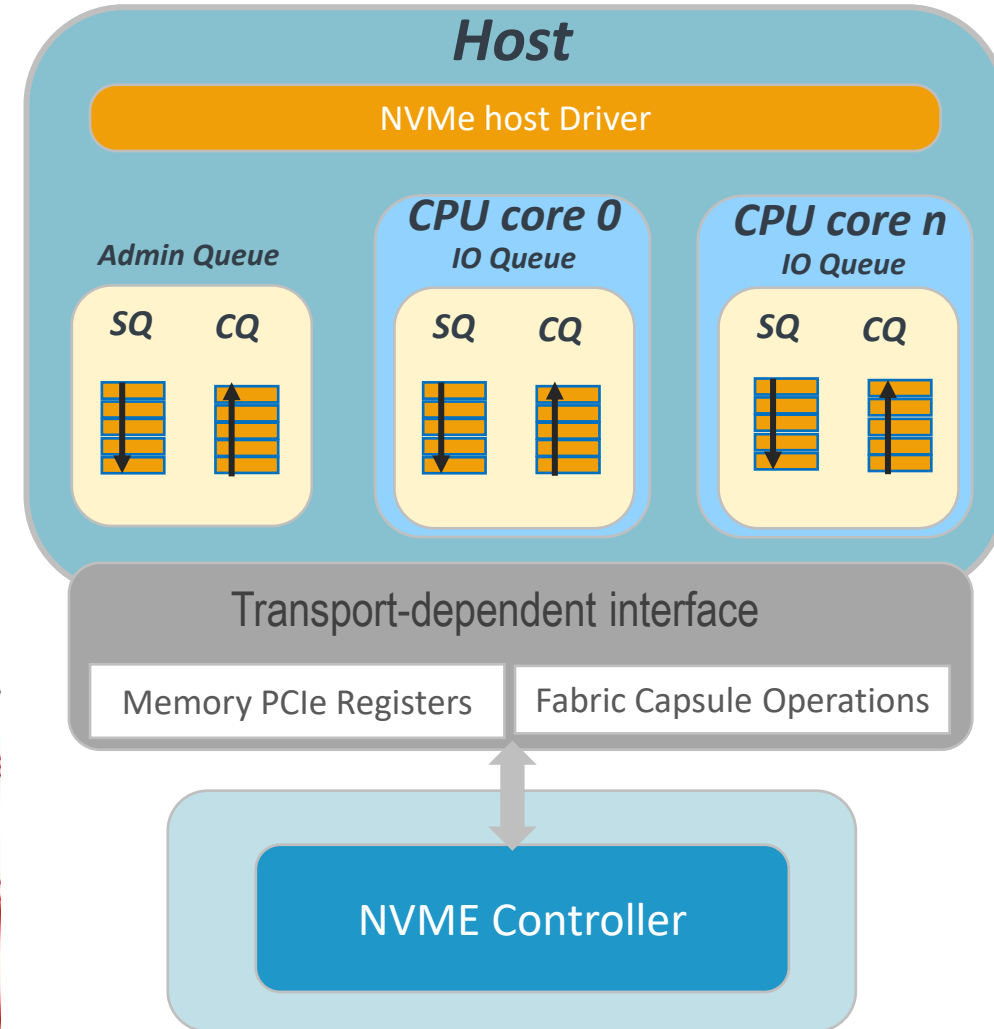 Host
NVMe host Driver
Admin Queue
SQ CQ
CPU core 0
IO Queue
SQ CQ
CPU core n
IO Queue
SQ CQ
Transport-dependent interface
Memory PCIe Registers
Fabric Capsule Operations
NVME Controller